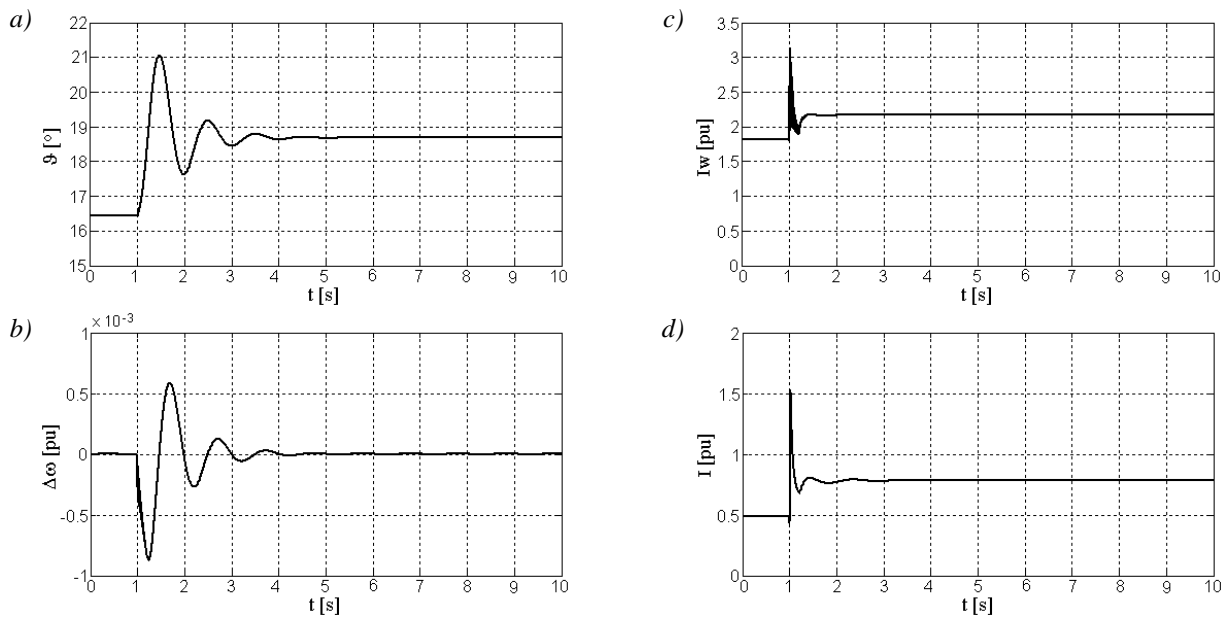 a)
22
21
20
19
18
17
16
15
ϑ [°]
0 1 2 3 4 5 6 7 8 9 10
t [s]
c)
3.5
3
2.5
2
1.5
1
0.5
0
Iw [pu]
0 1 2 3 4 5 6 7 8 9 10
t [s]
b)
× 10⁻³
1
0.5
0
-0.5
-1
Δω [pu]
0 1 2 3 4 5 6 7 8 9 10
t [s]
d)
2
1.5
1
0.5
0
I [pu]
0 1 2 3 4 5 6 7 8 9 10
t [s]